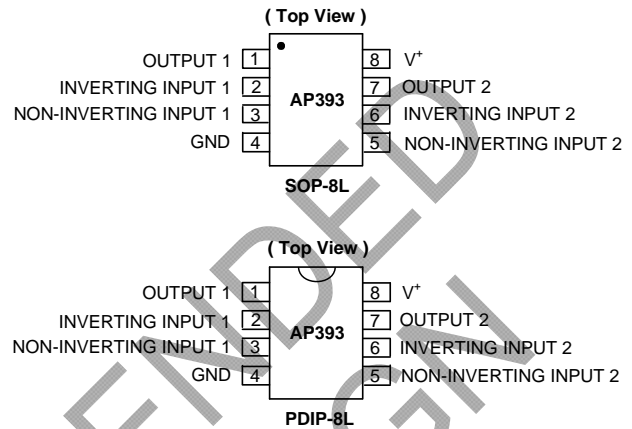 ( Top View )
OUTPUT 1 1 8 V+
INVERTING INPUT 1 2 7 OUTPUT 2
AP393
NON-INVERTING INPUT 1 3 6 INVERTING INPUT 2
GND 4 5 NON-INVERTING INPUT 2
SOP-8L
( Top View )
OUTPUT 1 1 8 V+
INVERTING INPUT 1 2 7 OUTPUT 2
AP393
NON-INVERTING INPUT 1 3 6 INVERTING INPUT 2
GND 4 5 NON-INVERTING INPUT 2
PDIP-8L
ENDED
GN